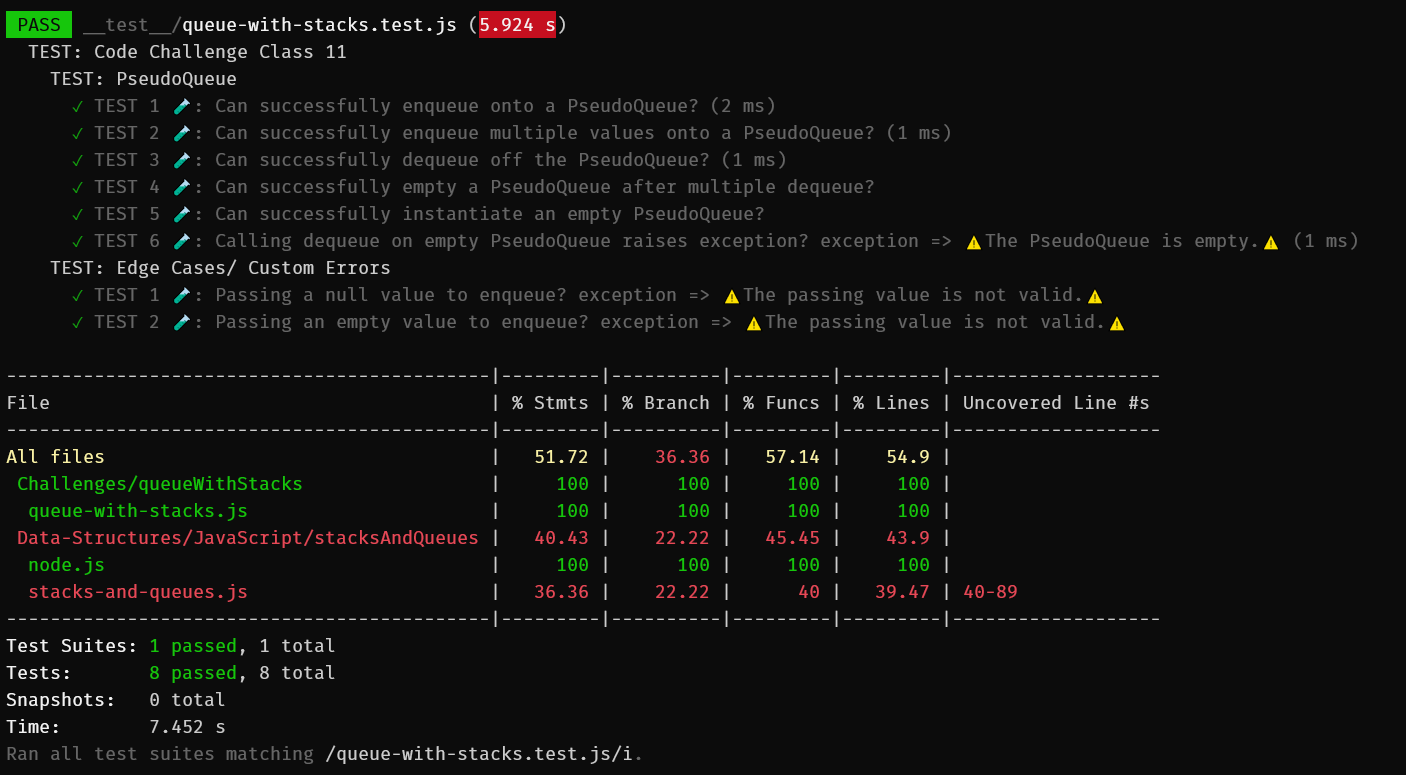 PASS __test__/queue-with-stacks.test.js (5.924 s)
TEST: Code Challenge Class 11
TEST: PseudoQueue
✓ TEST 1 🧪: Can successfully enqueue onto a PseudoQueue? (2 ms)
✓ TEST 2 🧪: Can successfully enqueue multiple values onto a PseudoQueue? (1 ms)
✓ TEST 3 🧪: Can successfully dequeue off the PseudoQueue? (1 ms)
✓ TEST 4 🧪: Can successfully empty a PseudoQueue after multiple dequeue?
✓ TEST 5 🧪: Can successfully instantiate an empty PseudoQueue?
✓ TEST 6 🧪: Calling dequeue on empty PseudoQueue raises exception? exception => ⚠️The PseudoQueue is empty.⚠️ (1 ms)
TEST: Edge Cases/ Custom Errors
✓ TEST 1 🧪: Passing a null value to enqueue? exception => ⚠️The passing value is not valid.⚠️
✓ TEST 2 🧪: Passing an empty value to enqueue? exception => ⚠️The passing value is not valid.⚠️
--------------------------------------------|---------|----------|---------|---------|-------------------
File | % Stmts | % Branch | % Funcs | % Lines | Uncovered Line #s
--------------------------------------------|---------|----------|---------|---------|-------------------
All files | 51.72 | 36.36 | 57.14 | 54.9 |
Challenges/queueWithStacks | 100 | 100 | 100 | 100 |
queue-with-stacks.js | 100 | 100 | 100 | 100 |
Data-Structures/JavaScript/stacksAndQueues | 40.43 | 22.22 | 45.45 | 43.9 |
node.js | 100 | 100 | 100 | 100 |
stacks-and-queues.js | 36.36 | 22.22 | 40 | 39.47 | 40-89
--------------------------------------------|---------|----------|---------|---------|-------------------
Test Suites: 1 passed, 1 total
Tests: 8 passed, 8 total
Snapshots: 0 total
Time: 7.452 s
Ran all test suites matching /queue-with-stacks.test.js/i.